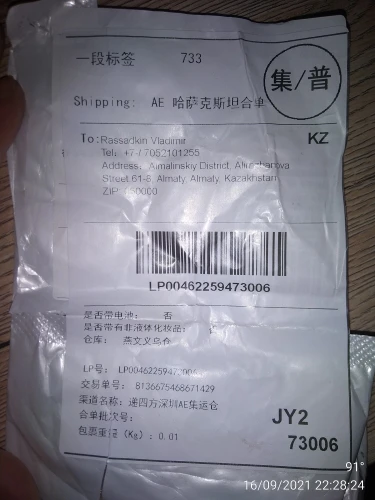 一段标签 733
集/普
Shipping: AE 哈萨克斯坦合单
To: Rassadkin Vladimir KZ
Address: Almalinskiy District,
Street 61-8, Almaty, Almaty, Kazakhstan
ZIP:
LP00462259473006
是否带电池: 否
是否带有非液体化妆品:
仓库: 燕文义乌仓
LP号:
交易单号: 8136675468671429
渠道名称: 递四方深圳AE集运仓
合单批次号:
JY2
包裹重量(Kg): 0.01
73006
91°
16/09/2021 22:28:24